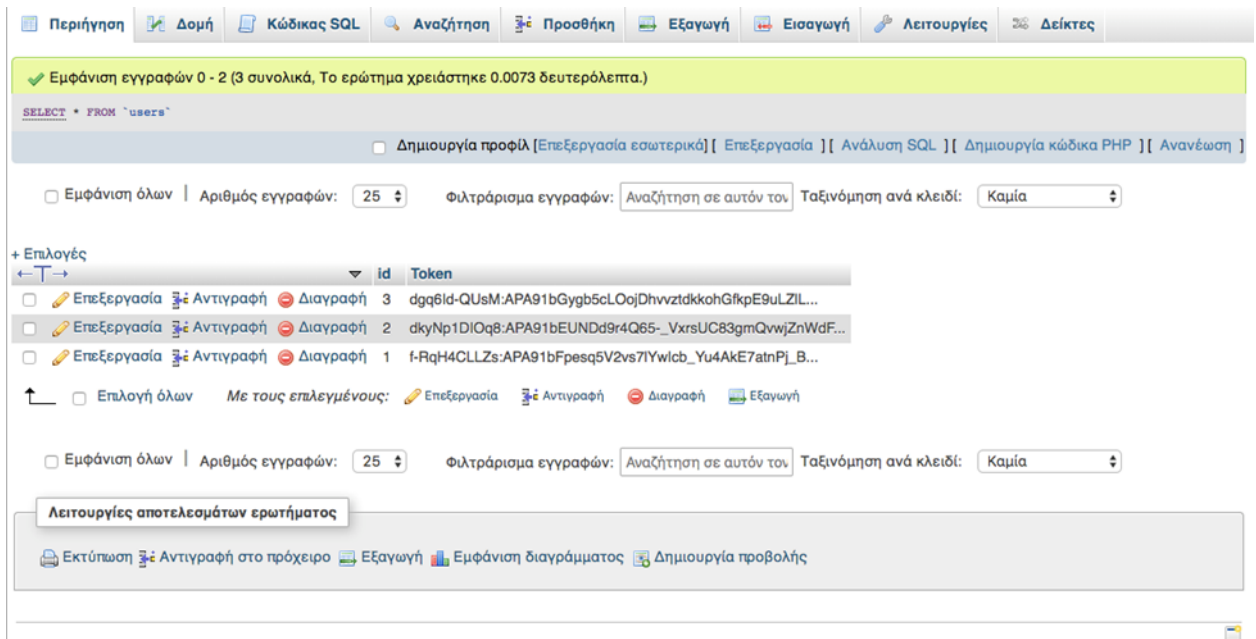 Περιήγηση Δομή Κώδικας SQL Αναζήτηση Προσθήκη Εξαγωγή Εισαγωγή Λειτουργίες Δείκτες
Εμφάνιση εγγραφών 0 - 2 (3 συνολικά, Το ερώτημα χρειάστηκε 0.0073 δευτερόλεπτα.)
SELECT * FROM `users`
Δημιουργία προφίλ [Επεξεργασία εσωτερικά] [ Επεξεργασία ] [ Ανάλυση SQL ] [ Δημιουργία κώδικα PHP ] [ Ανανέωση ]
Εμφάνιση όλων | Αριθμός εγγραφών: 25 Φιλτράρισμα εγγραφών: Αναζήτηση σε αυτόν τον Ταξινόμηση ανά κλειδί: Καμία
+ Επιλογές
←T→ id Token
Επεξεργασία Αντιγραφή Διαγραφή 3 dgq6ld-QUsM:APA91bGygb5cLOojDhvvztdkkohGfkpE9uLZlL...
Επεξεργασία Αντιγραφή Διαγραφή 2 dkyNp1DlOq8:APA91bEUNDd9r4Q65-_VxrsUC83gmQvwjZnWdF...
Επεξεργασία Αντιγραφή Διαγραφή 1 f-RqH4CLLZs:APA91bFpesq5V2vs7lYwlcb_Yu4AkE7atnPj_B...
Επιλογή όλων Με τους επιλεγμένους: Επεξεργασία Αντιγραφή Διαγραφή Εξαγωγή
Εμφάνιση όλων | Αριθμός εγγραφών: 25 Φιλτράρισμα εγγραφών: Αναζήτηση σε αυτόν τον Ταξινόμηση ανά κλειδί: Καμία
Λειτουργίες αποτελεσμάτων ερωτήματος
Εκτύπωση Αντιγραφή στο πρόχειρο Εξαγωγή Εμφάνιση διαγράμματος Δημιουργία προβολής